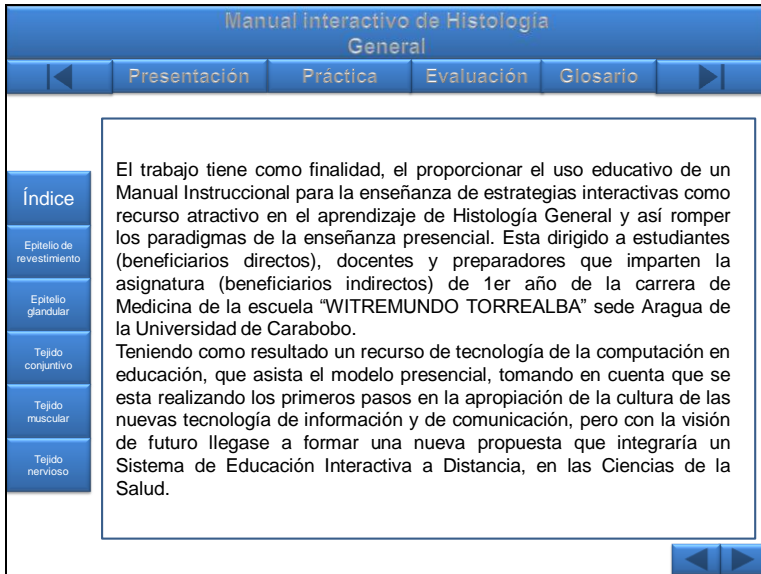 Manual interactivo de Histología
General
Presentación Práctica Evaluación Glosario
Índice
Epitelio de
revestimiento
Epitelio
glandular
Tejido
conjuntivo
Tejido
muscular
Tejido
nervioso
El trabajo tiene como finalidad, el proporcionar el uso educativo de un
Manual Instruccional para la enseñanza de estrategias interactivas como
recurso atractivo en el aprendizaje de Histología General y así romper
los paradigmas de la enseñanza presencial. Esta dirigido a estudiantes
(beneficiarios directos), docentes y preparadores que imparten la
asignatura (beneficiarios indirectos) de 1er año de la carrera de
Medicina de la escuela “WITREMUNDO TORREALBA” sede Aragua de
la Universidad de Carabobo.
Teniendo como resultado un recurso de tecnología de la computación en
educación, que asista el modelo presencial, tomando en cuenta que se
esta realizando los primeros pasos en la apropiación de la cultura de las
nuevas tecnología de información y de comunicación, pero con la visión
de futuro llegase a formar una nueva propuesta que integraría un
Sistema de Educación Interactiva a Distancia, en las Ciencias de la
Salud.